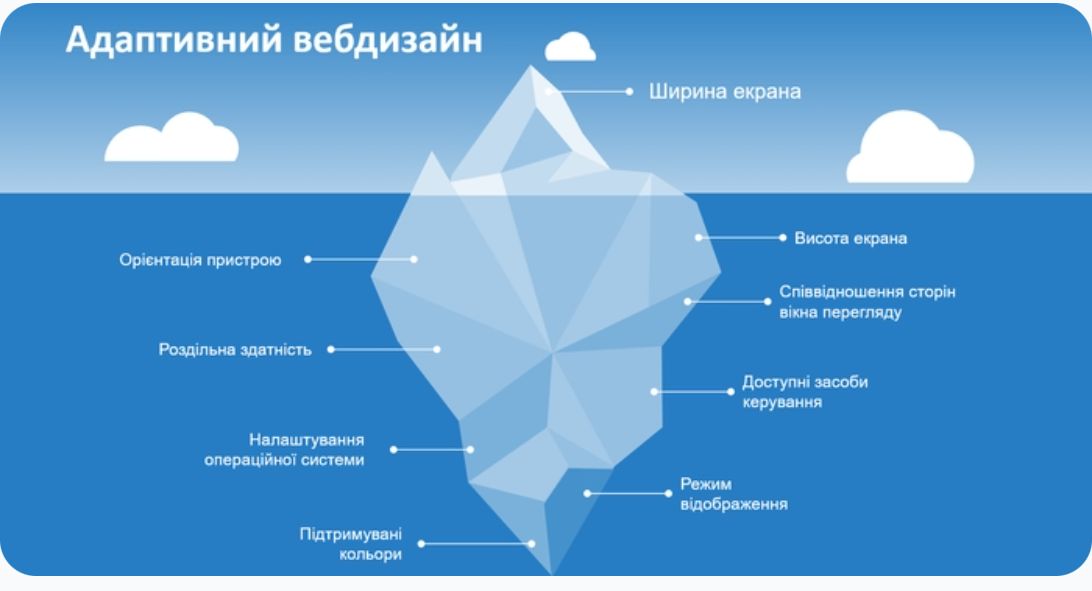 Адаптивний вебдизайн
Ширина екрана
Висота екрана
Орієнтація пристрою
Співвідношення сторін
вікна перегляду
Роздільна здатність
Доступні засоби
керування
Налаштування
операційної системи
Режим
відображення
Підтримувані
кольори